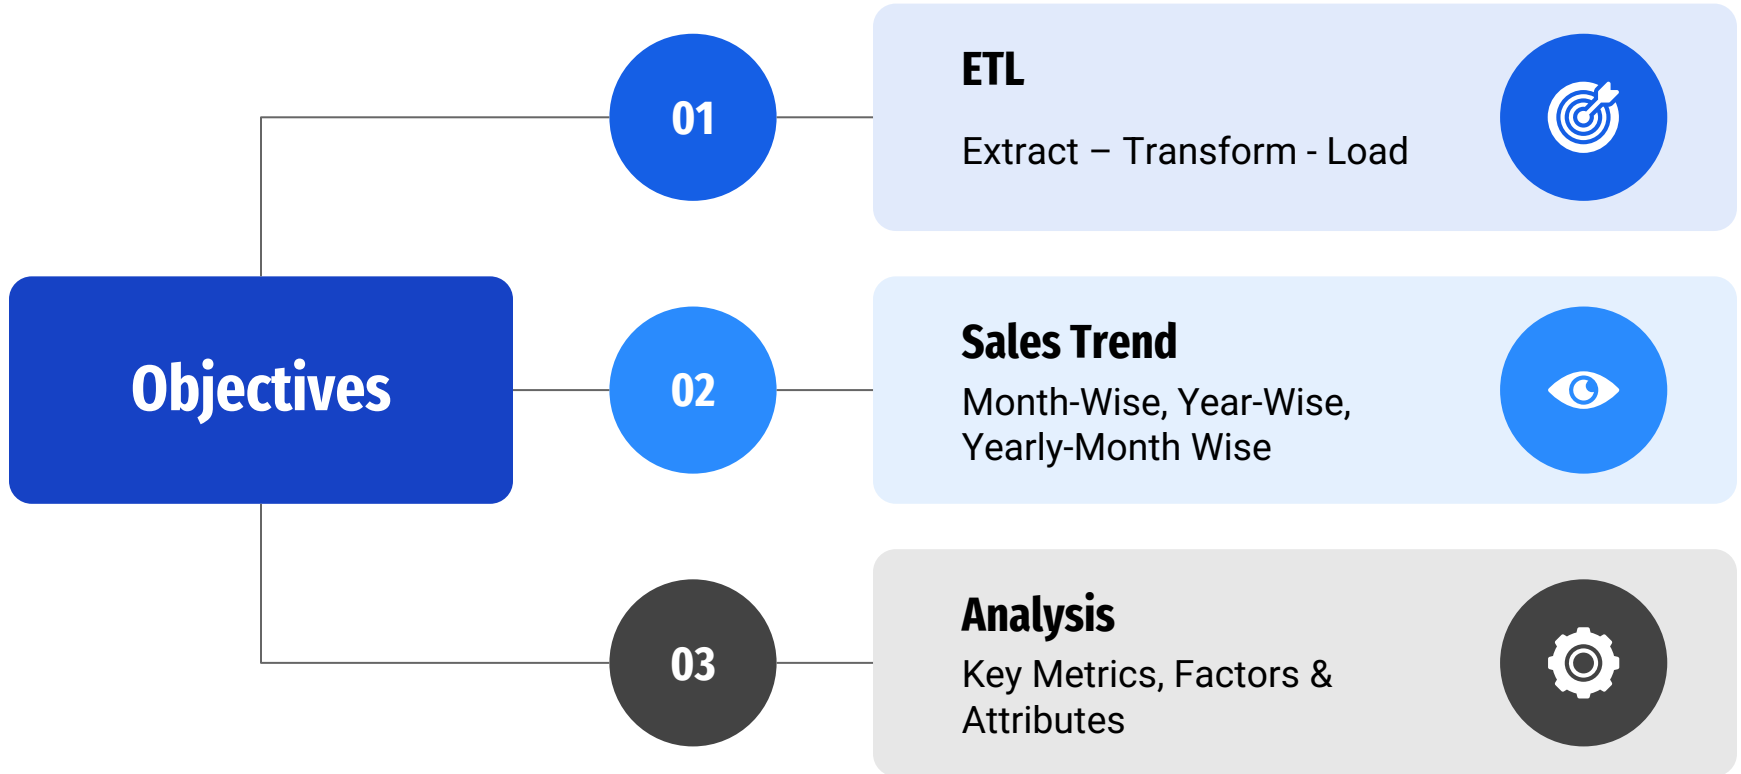 Objectives
01
ETL
Extract – Transform - Load
02
Sales Trend
Month-Wise, Year-Wise,
Yearly-Month Wise
03
Analysis
Key Metrics, Factors &
Attributes